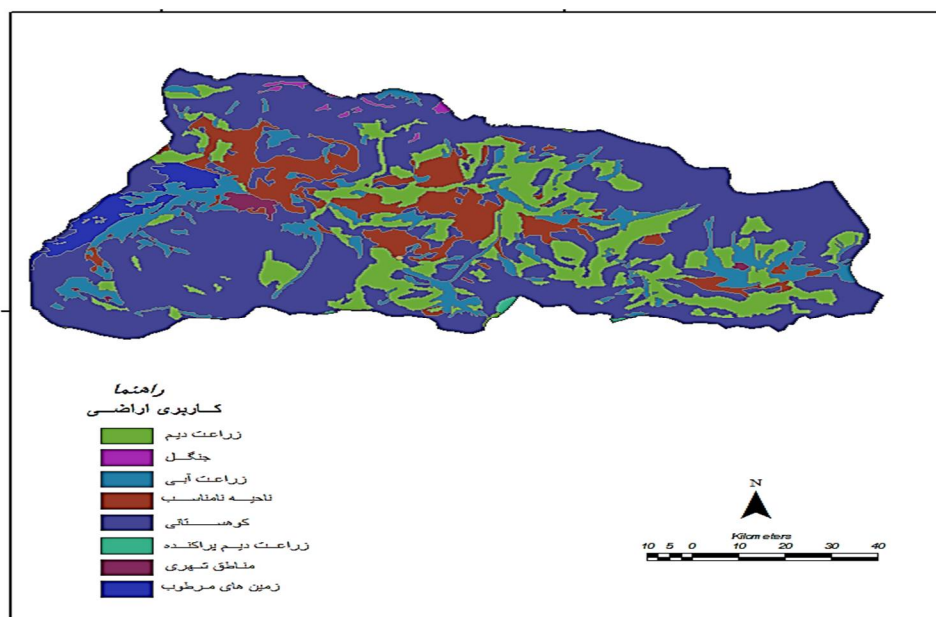 راهنما
کاربری اراضی
زراعت دیم
جنگل
زراعت آبی
ناحیه نامناسب
کوهستانی
زراعت دیم پراکنده
مناطق شهری
زمین های مرطوب
N
Kilometers
10 5 0 10 20 30 40